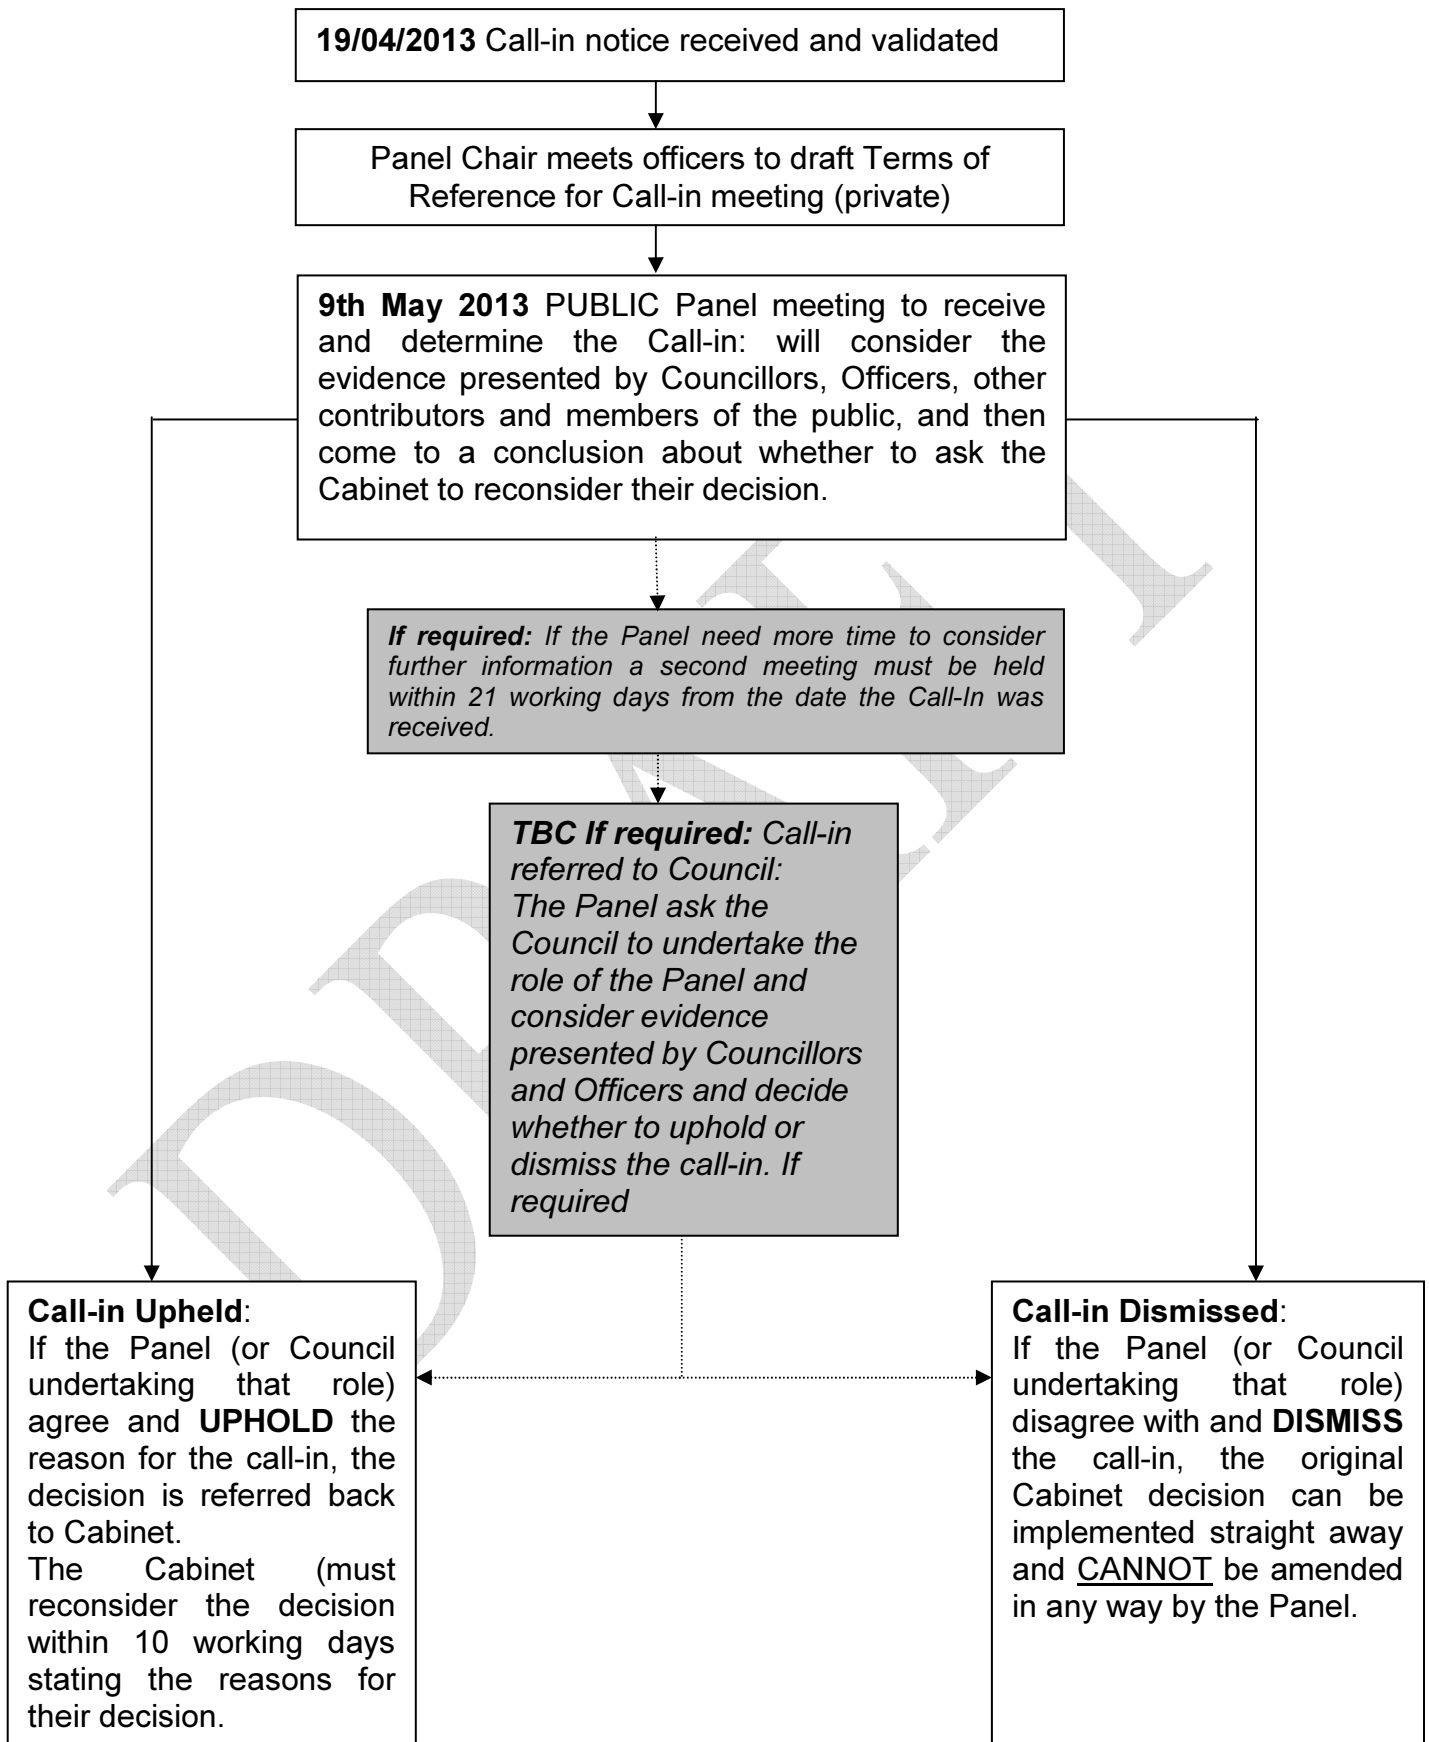 19/04/2013 Call-in notice received and validated
Panel Chair meets officers to draft Terms of
Reference for Call-in meeting (private)
9th May 2013 PUBLIC Panel meeting to receive
and determine the Call-in: will consider the
evidence presented by Councillors, Officers, other
contributors and members of the public, and then
come to a conclusion about whether to ask the
Cabinet to reconsider their decision.
If required: If the Panel need more time to consider
further information a second meeting must be held
within 21 working days from the date the Call-In was
received.
TBC If required: Call-in
referred to Council:
The Panel ask the
Council to undertake the
role of the Panel and
consider evidence
presented by Councillors
and Officers and decide
whether to uphold or
dismiss the call-in. If
required
Call-in Upheld:
If the Panel (or Council
undertaking that role)
agree and UPHOLD the
reason for the call-in, the
decision is referred back
to Cabinet.
The Cabinet (must
reconsider the decision
within 10 working days
stating the reasons for
their decision.
Call-in Dismissed:
If the Panel (or Council
undertaking that role)
disagree with and DISMISS
the call-in, the original
Cabinet decision can be
implemented straight away
and CANNOT be amended
in any way by the Panel.
DRAFT